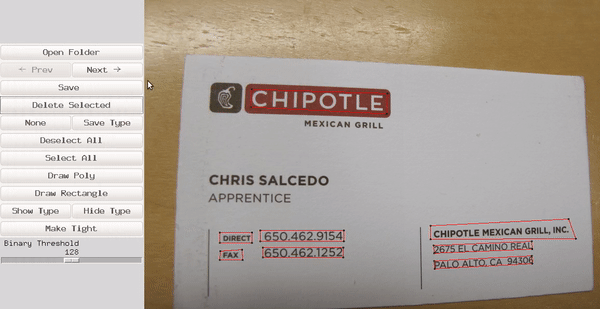 Open Folder
← Prev Next →
Save
Delete Selected
None Save Type
Deselect All
Select All
Draw Poly
Draw Rectangle
Show Type Hide Type
Make Tight
Binary Threshold
128
CHIPOTLE
MEXICAN GRILL
CHRIS SALCEDO
APPRENTICE
DIRECT 650.462.9154
FAX 650.462.1252
CHIPOTLE MEXICAN GRILL, INC.
2675 EL CAMINO REAL
PALO ALTO, CA 94306